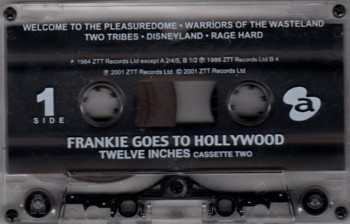 WELCOME TO THE PLEASUREDOME • WARRIORS OF THE WASTELAND
TWO TRIBES • DISNEYLAND • RAGE HARD
℗ 1984 ZTT Records Ltd except A 2/4/5, B 1/2 ℗ 1986 ZTT Records Ltd B 4
℗ 2001 ZTT Records Ltd. © 2001 ZTT Records Ltd
1
SIDE
a
FRANKIE GOES TO HOLLYWOOD
TWELVE INCHES CASSETTE TWO